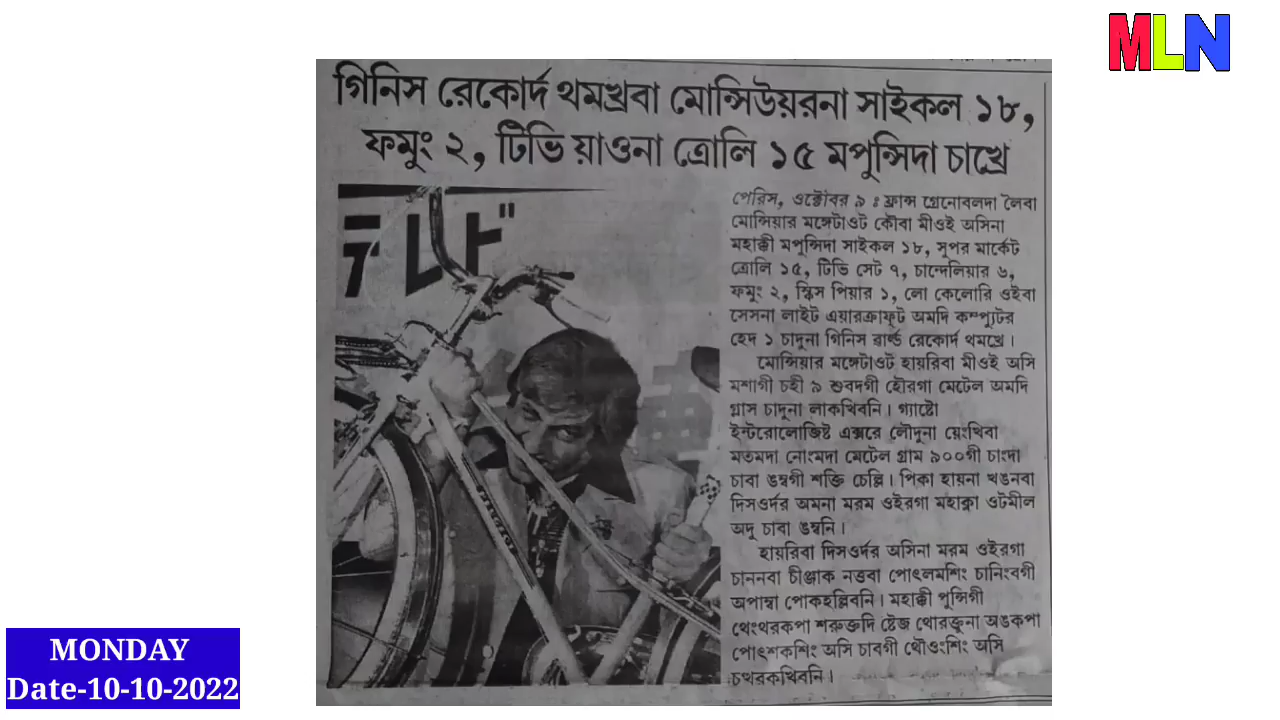 MLN
গিনিস রেকোর্দ থমখ্রবা মোন্সিউয়রনা সাইকল ১৮,
ফমুং ২, টিভি য়াওনা ত্রোলি ১৫ মপুন্সিদা চাখ্রে
পেরিস, ওক্টোবর ৯ : ফ্রান্স গ্রেনোবলদা লৈবা
মোন্সিয়ার মঙ্গেটাওট কৌবা মীওই অসিনা
মহাক্কী মপুন্সিদা সাইকল ১৮, সুপর মার্কেট
ত্রোলি ১৫, টিভি সেট ৭, চান্দেলিয়ার ৬,
ফমুং ২, স্কিস পিয়ার ১, লো কেলোরি ওইবা
সেসনা লাইট এয়ারক্রাফ্ট অমদি কম্প্যুটর
হেদ ১ চাদুনা গিনিস ৱার্ল্ড রেকোর্দ থমখ্রে।
মোন্সিয়ার মঙ্গেটাওট হায়রিবা মীওই অসি
মশাগী চহী ৯ শুবদগী হৌরগা মেটেল অমদি
গ্লাস চাদুনা লাকখিবনি। গ্যাষ্ট্রো
ইন্টরোলোজিষ্ট এক্সরে লৌদুনা য়েংখিবা
মতমদা নোংমদা মেটেল গ্রাম ৯০০গী চাংদা
চাবা ঙম্বগী শক্তি চেল্লি। পিকা হায়না খঙনবা
দিসওর্দর অমনা মরম ওইরগা মহাক্না ওটমীল
অদু চাবা ঙম্বনি।
হায়রিবা দিসওর্দর অসিনা মরম ওইরগা
চাননবা চীঞ্জাক নত্তবা পোৎলমশিং চানিংবগী
অপাম্বা পোকহল্লিবনি। মহাক্কী পুন্সিগী
থেংথরকপা শরুক্তদি ষ্টেজ থোরক্তুনা অঙকপা
পোৎশকশিং অসি চাবগী থৌওংশিং অসি
চত্থরকখিবনি।
MONDAY
Date-10-10-2022